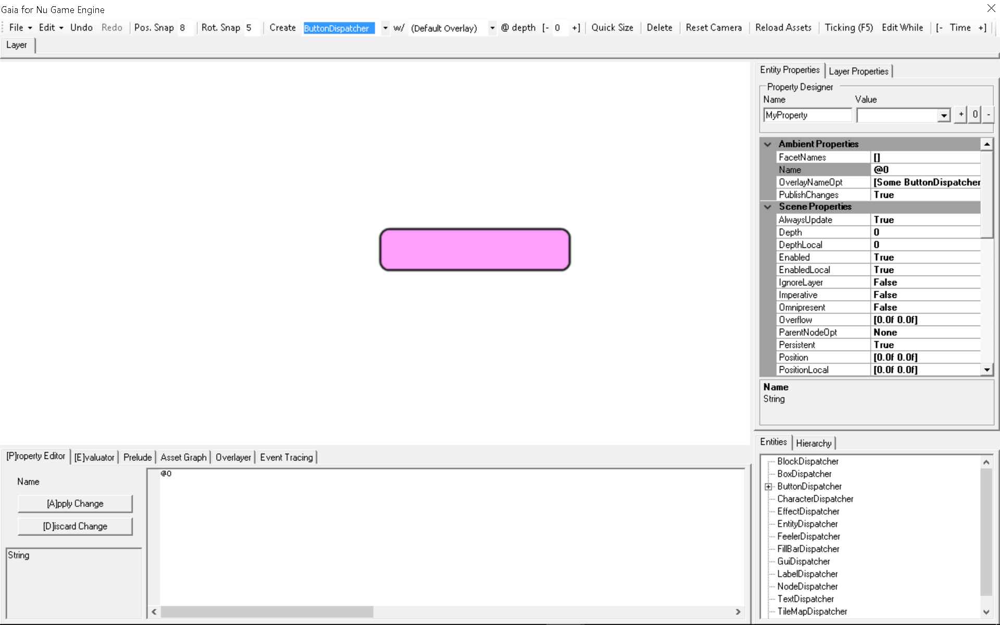 Gaia for Nu Game Engine
File Edit Undo Redo Pos. Snap 8 Rot. Snap 5 Create ButtonDispatcher w/ (Default Overlay) @ depth [- 0 +] Quick Size Delete Reset Camera Reload Assets Ticking (F5) Edit While [- Time +]
Layer
Entity Properties Layer Properties
Property Designer
Name Value
MyProperty + 0 -
Ambient Properties
FacetNames []
Name @0
OverlayNameOpt [Some ButtonDispatcher
PublishChanges True
Scene Properties
AlwaysUpdate True
Depth 0
DepthLocal 0
Enabled True
EnabledLocal True
IgnoreLayer False
Imperative False
Omnipresent False
Overflow [0.0f 0.0f]
ParentNodeOpt None
Persistent True
Position [0.0f 0.0f]
PositionLocal [0.0f 0.0f]
Name
String
[P]roperty Editor [E]valuator Prelude Asset Graph Overlayer Event Tracing
Name
[A]pply Change
[D]iscard Change
String
@0
Entities Hierarchy
BlockDispatcher
BoxDispatcher
ButtonDispatcher
CharacterDispatcher
EffectDispatcher
EntityDispatcher
FeelerDispatcher
FillBarDispatcher
GuiDispatcher
LabelDispatcher
NodeDispatcher
TextDispatcher
TileMapDispatcher